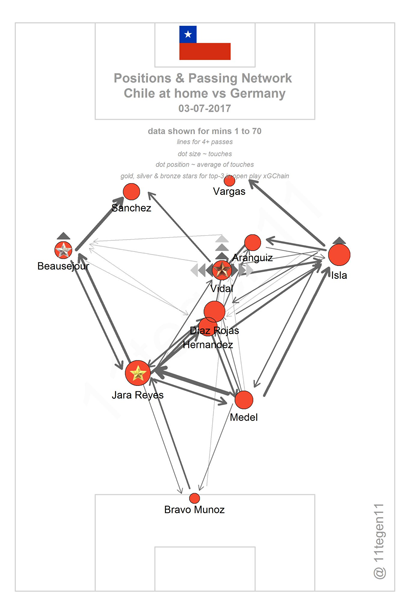 Positions & Passing Network
Chile at home vs Germany
03-07-2017
data shown for mins 1 to 70
lines for 4+ passes
dot size ~ touches
dot position ~ average of touches
gold, silver & bronze stars for top-3 open play xGChain
Vargas
Sanchez
Aranguiz
Beausejour
Isla
Vidal
Diaz Rojas
Hernandez
Jara Reyes
Medel
Bravo Munoz
@ 11tegen11